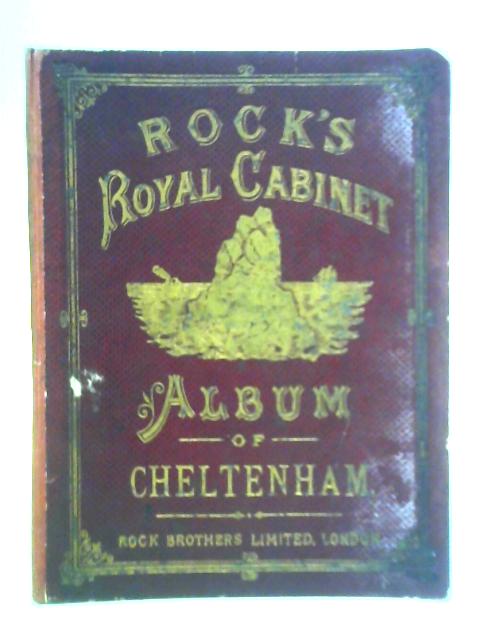 ROCK'S
ROYAL CABINET
ALBUM
OF
CHELTENHAM.
ROCK BROTHERS LIMITED, LONDON.